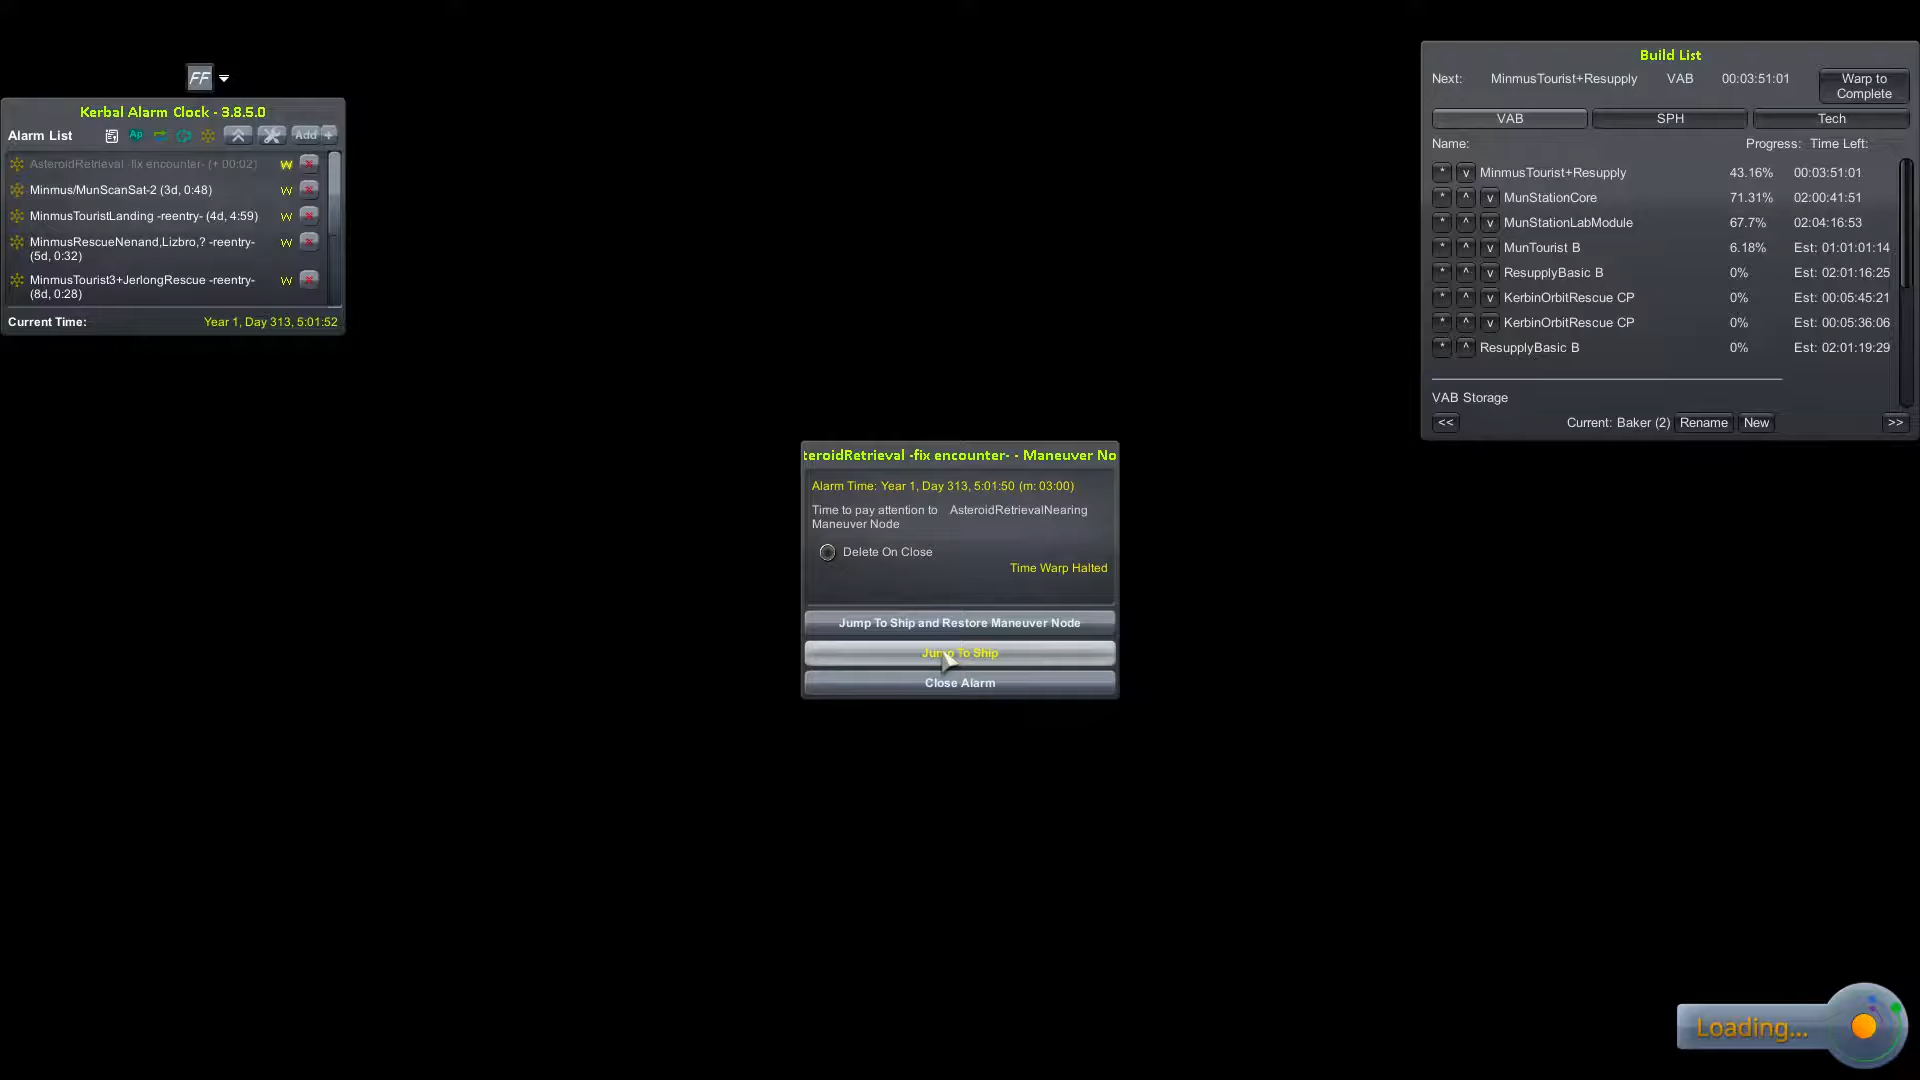 FF
Kerbal Alarm Clock - 3.8.5.0
Alarm List Ap Add +
AsteroidRetrieval -fix encounter- (+ 00:02) W
Minmus/MunScanSat-2 (3d, 0:48) W
MinmusTouristLanding -reentry- (4d, 4:59) W
MinmusRescueNenand,Lizbro,? -reentry- W
(5d, 0:32)
MinmusTourist3+JerlongRescue -reentry- W
(8d, 0:28)
Current Time: Year 1, Day 313, 5:01:52
Build List
Next: MinmusTourist+Resupply VAB 00:03:51:01 Warp to
Complete
VAB SPH Tech
Name: Progress: Time Left:
* v MinmusTourist+Resupply 43.16% 00:03:51:01
* ^ v MunStationCore 71.31% 02:00:41:51
* ^ v MunStationLabModule 67.7% 02:04:16:53
* ^ v MunTourist B 6.18% Est: 01:01:01:14
* ^ v ResupplyBasic B 0% Est: 02:01:16:25
* ^ v KerbinOrbitRescue CP 0% Est: 00:05:45:21
* ^ v KerbinOrbitRescue CP 0% Est: 00:05:36:06
* ^ ResupplyBasic B 0% Est: 02:01:19:29
VAB Storage
<< Current: Baker (2) Rename New >>
teroidRetrieval -fix encounter- - Maneuver No
Alarm Time: Year 1, Day 313, 5:01:50 (m: 03:00)
Time to pay attention to AsteroidRetrievalNearing
Maneuver Node
Delete On Close
Time Warp Halted
Jump To Ship and Restore Maneuver Node
Jump To Ship
Close Alarm
Loading...